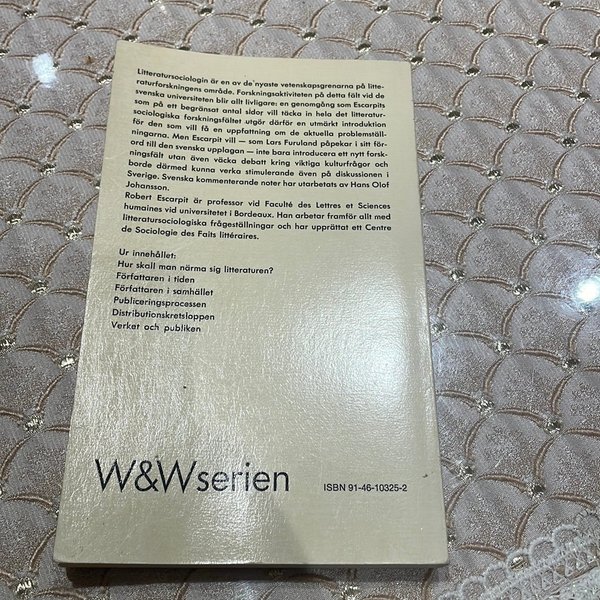 Litteratursociologin är en av de nyaste vetenskapsgrenarna på litte-
raturforskningens område. Forskningsaktiviteten på detta fält vid de
svenska universiteten blir allt livligare: en genomgång som Escarpits
som på ett begränsat antal sidor vill täcka in hela det litteratur-
sociologiska forskningsfältet utgör därför en utmärkt introduktion
för den som vill få en uppfattning om de aktuella problemställ-
ningarna. Men Escarpit vill — som Lars Furuland påpekar i sitt för-
ord till den svenska upplagan — inte bara introducera ett nytt forsk-
ningsfält utan även väcka debatt kring viktiga kulturfrågor och
borde därmed kunna verka stimulerande även på diskussionen i
Sverige. Svenska kommenterande noter har utarbetats av Hans Olof
Johansson.
Robert Escarpit är professor vid Faculté des Lettres et Sciences
humaines vid universitetet i Bordeaux. Han arbetar framför allt med
litteratursociologiska frågeställningar och har upprättat ett Centre
de Sociologie des Faits littéraires.
Ur innehållet:
Hur skall man närma sig litteraturen?
Författaren i tiden
Författaren i samhället
Publiceringsprocessen
Distributionskretsloppen
Verket och publiken
W&Wserien
ISBN 91-46-10325-2